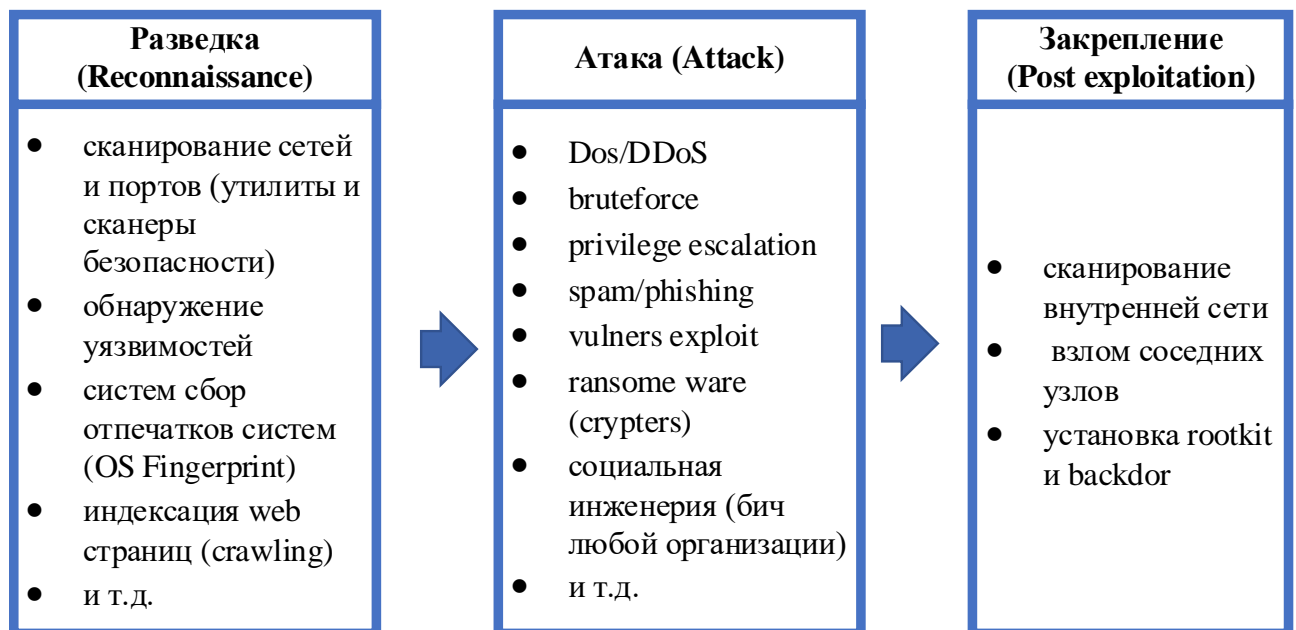 Разведка
(Reconnaissance)
● сканирование сетей
и портов (утилиты и
сканеры
безопасности)
● обнаружение
уязвимостей
● систем сбор
отпечатков систем
(OS Fingerprint)
● индексация web
страниц (crawling)
● и т.д.
Атака (Attack)
● Dos/DDoS
● bruteforce
● privilege escalation
● spam/phishing
● vulners exploit
● ransome ware
(crypters)
● социальная
инженерия (бич
любой организации)
● и т.д.
Закрепление
(Post exploitation)
● сканирование
внутренней сети
● взлом соседних
узлов
● установка rootkit
и backdor